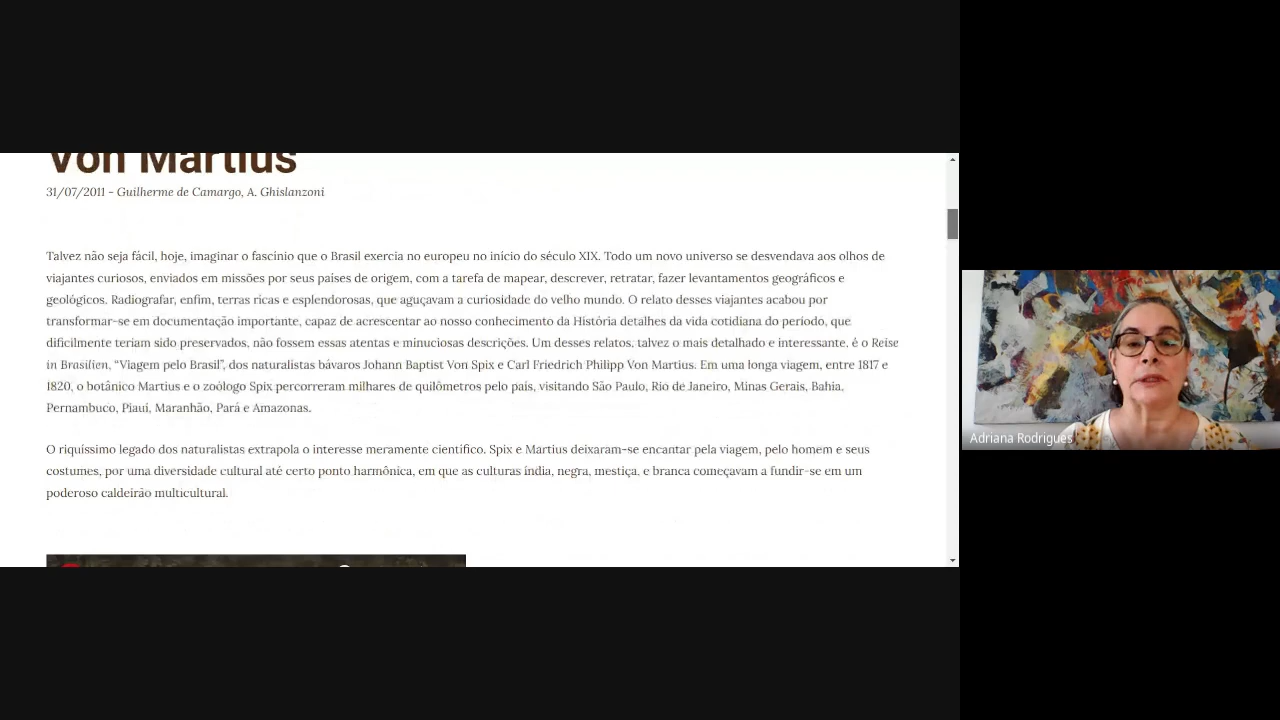 Von Martius
31/07/2011 - Guilherme de Camargo, A. Ghislanzoni
Talvez não seja fácil, hoje, imaginar o fascínio que o Brasil exercia no europeu no início do século XIX. Todo um novo universo se desvendava aos olhos de
viajantes curiosos, enviados em missões por seus países de origem, com a tarefa de mapear, descrever, retratar, fazer levantamentos geográficos e
geológicos. Radiografar, enfim, terras ricas e esplendorosas, que aguçavam a curiosidade do velho mundo. O relato desses viajantes acabou por
transformar-se em documentação importante, capaz de acrescentar ao nosso conhecimento da História detalhes da vida cotidiana do período, que
dificilmente teriam sido preservados, não fossem essas atentas e minuciosas descrições. Um desses relatos, talvez o mais detalhado e interessante, é o Reise
in Brasilien, “Viagem pelo Brasil”, dos naturalistas bávaros Johann Baptist Von Spix e Carl Friedrich Philipp Von Martius. Em uma longa viagem, entre 1817 e
1820, o botânico Martius e o zoólogo Spix percorreram milhares de quilômetros pelo país, visitando São Paulo, Rio de Janeiro, Minas Gerais, Bahia,
Pernambuco, Piauí, Maranhão, Pará e Amazonas.
O riquíssimo legado dos naturalistas extrapola o interesse meramente científico. Spix e Martius deixaram-se encantar pela viagem, pelo homem e seus
costumes, por uma diversidade cultural até certo ponto harmônica, em que as culturas índia, negra, mestiça, e branca começavam a fundir-se em um
poderoso caldeirão multicultural.
Adriana Rodrigues